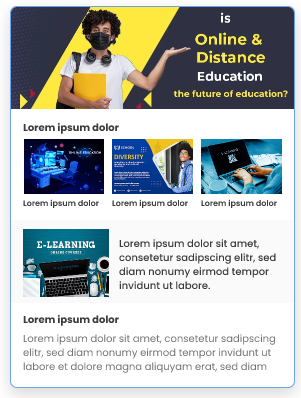 is
Online &
Distance
Education
the future of education?
Lorem ipsum dolor
ONLINE EDUCATION
DIVERSITY
Lorem ipsum dolor
Lorem ipsum dolor
Lorem ipsum dolor
E-LEARNING
ONLINE COURSES
Lorem ipsum dolor sit amet,
consetetur sadipscing elitr, sed
diam nonumy eirmod tempor
invidunt ut labore.
Lorem ipsum dolor
Lorem ipsum dolor sit amet, consetetur sadipscing
elitr, sed diam nonumy eirmod tempor invidunt ut
labore et dolore magna aliquyam erat, sed diam